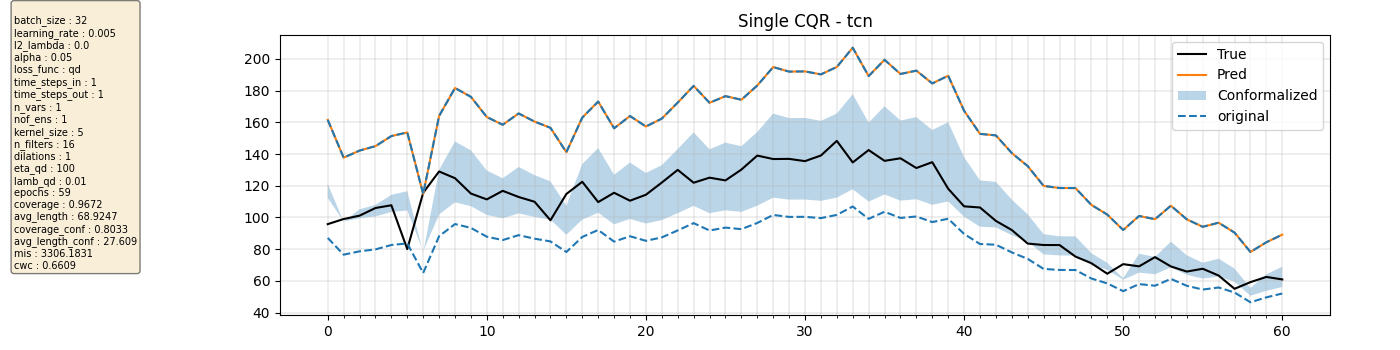 batch_size : 32
learning_rate : 0.005
l2_lambda : 0.0
alpha : 0.05
loss_func : qd
time_steps_in : 1
time_steps_out : 1
n_vars : 1
nof_ens : 1
kernel_size : 5
n_filters : 16
dilations : 1
eta_qd : 100
lamb_qd : 0.01
epochs : 59
coverage : 0.9672
avg_length : 68.9247
coverage_conf : 0.8033
avg_length_conf : 27.609
mis : 3306.1831
cwc : 0.6609
Single CQR - tcn
True
Pred
Conformalized
original
200
180
160
140
120
100
80
60
40
0 10 20 30 40 50 60